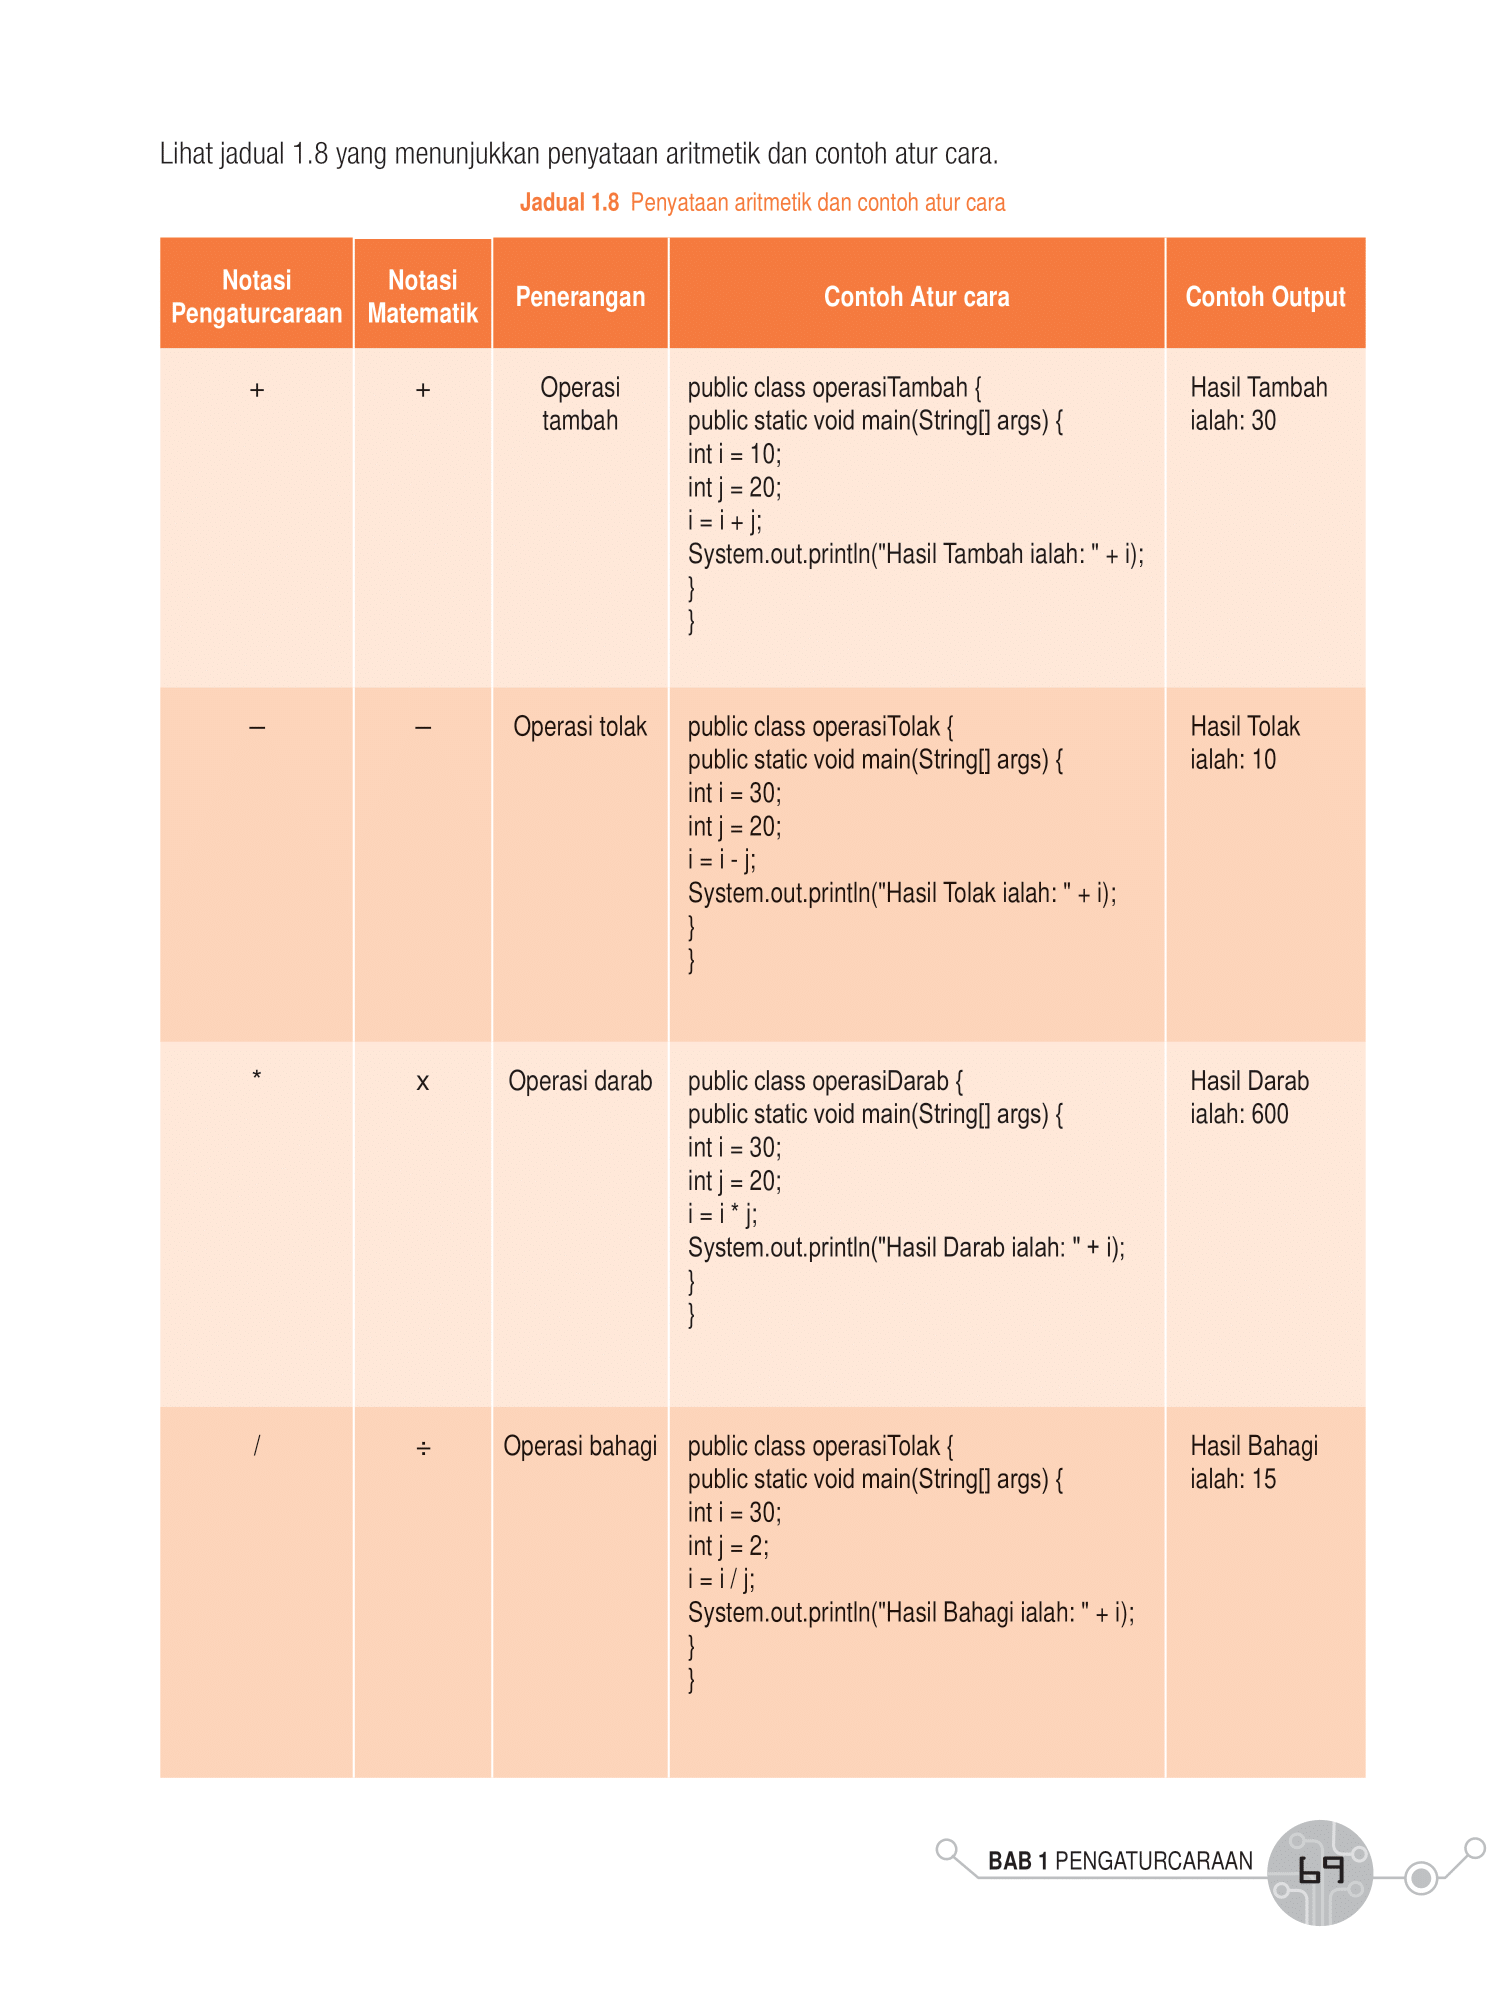 Lihat jadual 1.8 yang menunjukkan penyataan aritmetik dan contoh atur cara.
Jadual 1.8 Penyataan aritmetik dan contoh atur cara
Notasi
Pengaturcaraan
Notasi
Matematik
Penerangan
Contoh Atur cara
Contoh Output
+
+
Operasi
tambah
public class operasiTambah {
public static void main(String[] args) {
int i = 10;
int j = 20;
i = i + j;
System.out.println("Hasil Tambah ialah: " + i);
}
}
Hasil Tambah
ialah: 30
–
–
Operasi tolak
public class operasiTolak {
public static void main(String[] args) {
int i = 30;
int j = 20;
i = i - j;
System.out.println("Hasil Tolak ialah: " + i);
}
}
Hasil Tolak
ialah: 10
*
x
Operasi darab
public class operasiDarab {
public static void main(String[] args) {
int i = 30;
int j = 20;
i = i * j;
System.out.println("Hasil Darab ialah: " + i);
}
}
Hasil Darab
ialah: 600
/
÷
Operasi bahagi
public class operasiTolak {
public static void main(String[] args) {
int i = 30;
int j = 2;
i = i / j;
System.out.println("Hasil Bahagi ialah: " + i);
}
}
Hasil Bahagi
ialah: 15
BAB 1 PENGATURCARAAN
69